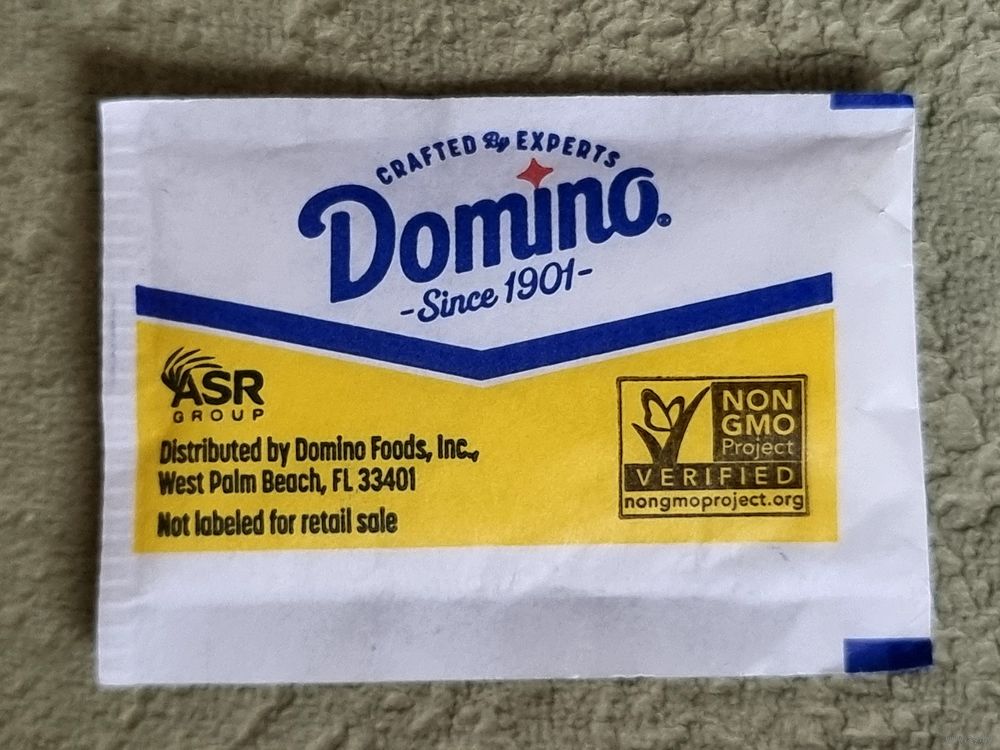 CRAFTED By EXPERTS
Domino®
-Since 1901-
ASR
GROUP
Distributed by Domino Foods, Inc.,
West Palm Beach, FL 33401
Not labeled for retail sale
NON
GMO
Project
VERIFIED
nongmoproject.org